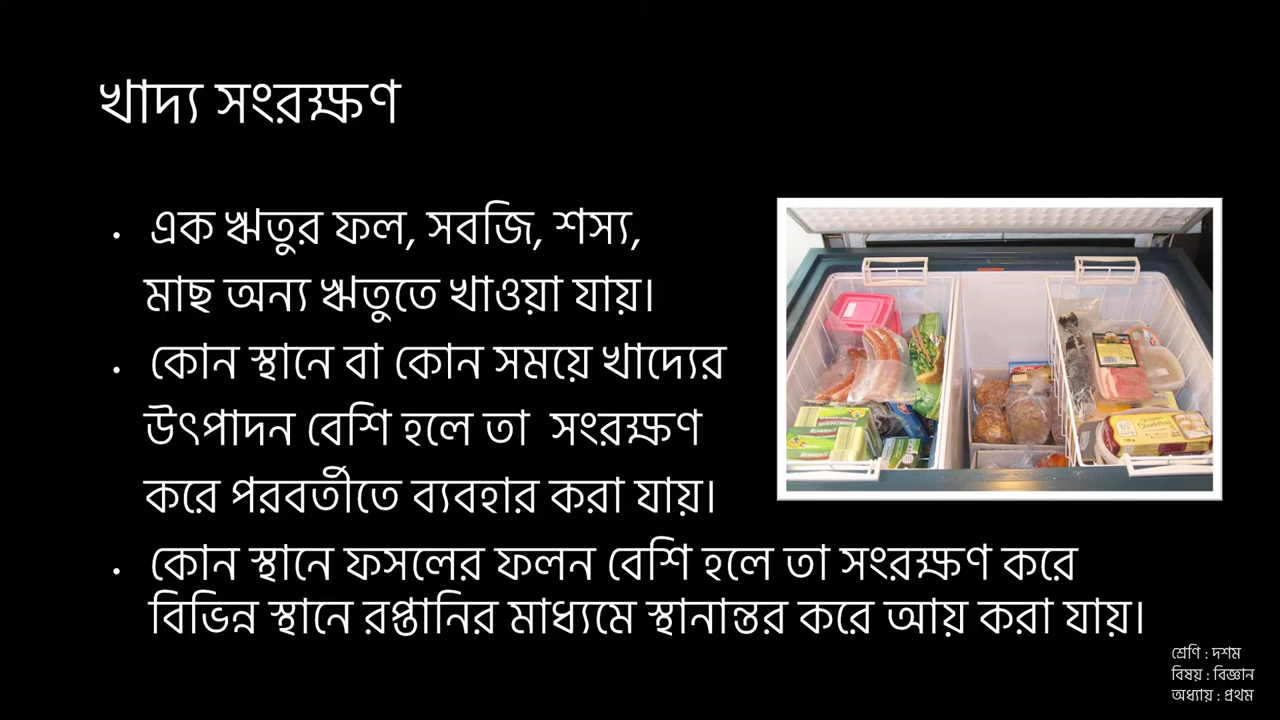 খাদ্য সংরক্ষণ
• এক ঋতুর ফল, সবজি, শস্য,
মাছ অন্য ঋতুতে খাওয়া যায়।
• কোন স্থানে বা কোন সময়ে খাদ্যের
উৎপাদন বেশি হলে তা সংরক্ষণ
করে পরবর্তীতে ব্যবহার করা যায়।
• কোন স্থানে ফসলের ফলন বেশি হলে তা সংরক্ষণ করে
বিভিন্ন স্থানে রপ্তানির মাধ্যমে স্থানান্তর করে আয় করা যায়।
শ্রেণি : দশম
বিষয় : বিজ্ঞান
অধ্যায় : প্রথম